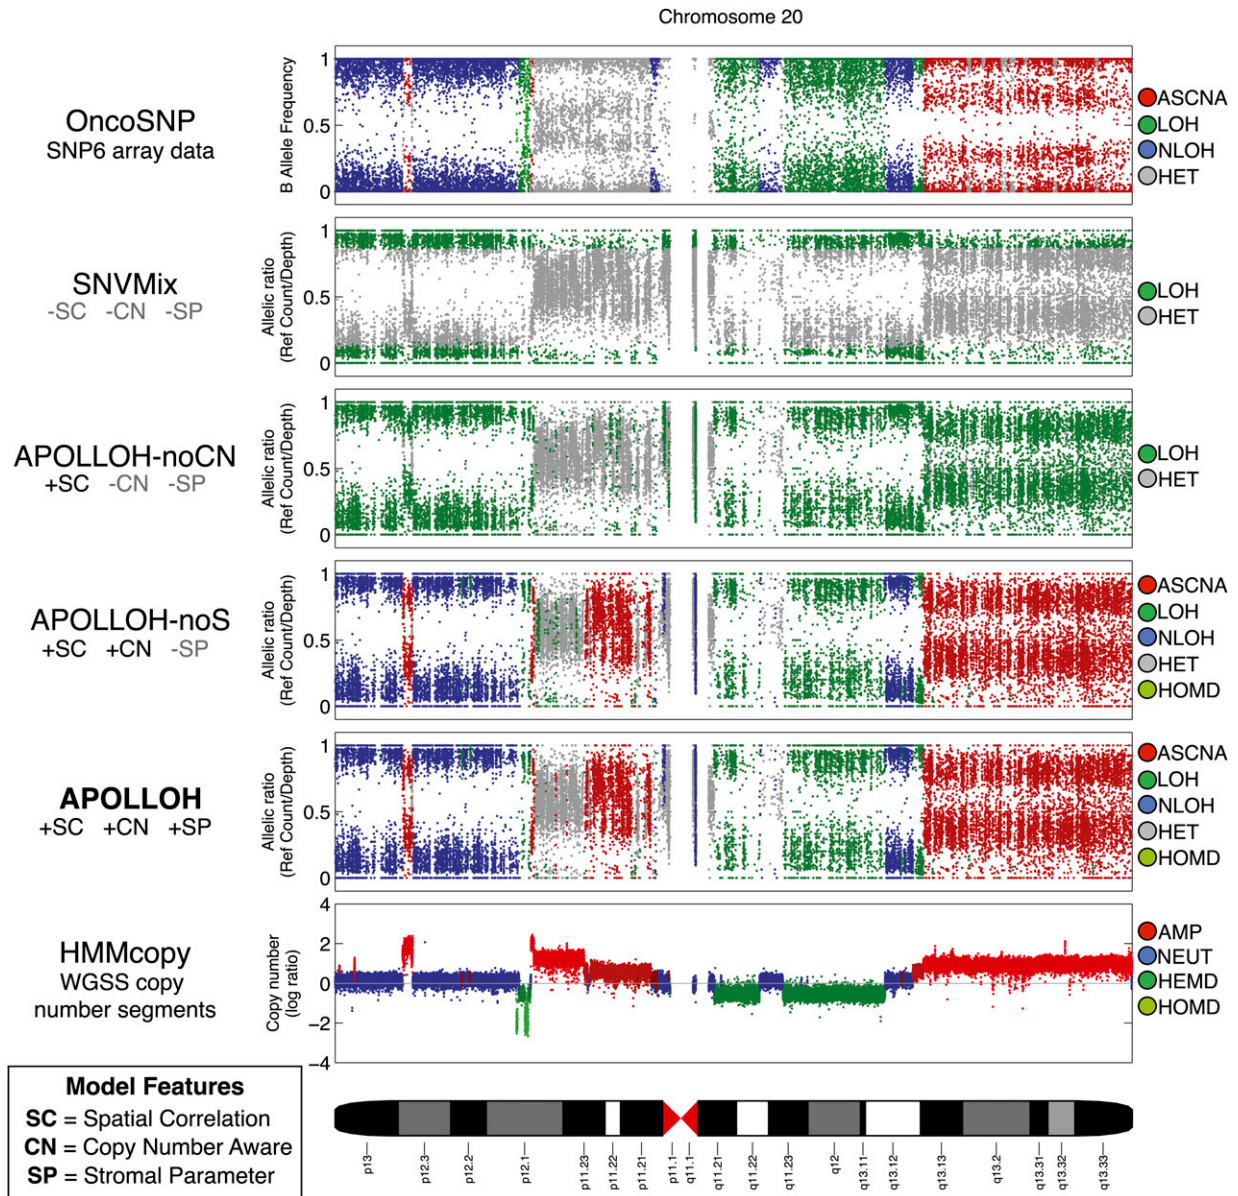 Chromosome 20
OncoSNP
SNP6 array data
B Allele Frequency
1
0.5
0
ASCNA
LOH
NLOH
HET
SNVMix
-SC -CN -SP
Allelic ratio
(Ref Count/Depth)
1
0.5
0
LOH
HET
APOLLOH-noCN
+SC -CN -SP
Allelic ratio
(Ref Count/Depth)
1
0.5
0
LOH
HET
APOLLOH-noS
+SC +CN -SP
Allelic ratio
(Ref Count/Depth)
1
0.5
0
ASCNA
LOH
NLOH
HET
HOMD
APOLLOH
+SC +CN +SP
Allelic ratio
(Ref Count/Depth)
1
0.5
0
ASCNA
LOH
NLOH
HET
HOMD
HMMcopy
WGSS copy
number segments
Copy number
(log ratio)
4
2
0
−2
−4
AMP
NEUT
HEMD
HOMD
Model Features
SC = Spatial Correlation
CN = Copy Number Aware
SP = Stromal Parameter
p13
p12.3
p12.2
p12.1
p11.23
p11.22
p11.21
p11.1
q11.1
q11.21
q11.22
q11.23
q12
q13.11
q13.12
q13.13
q13.2
q13.31
q13.32
q13.33